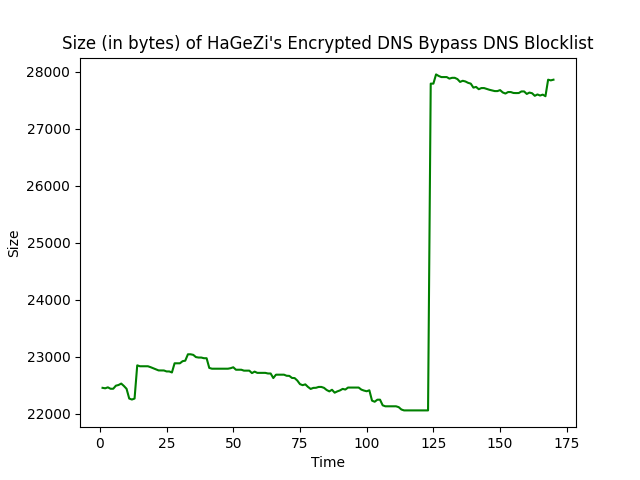 Size (in bytes) of HaGeZi's Encrypted DNS Bypass DNS Blocklist
28000
27000
26000
25000
24000
23000
22000
Size
0 25 50 75 100 125 150 175
Time